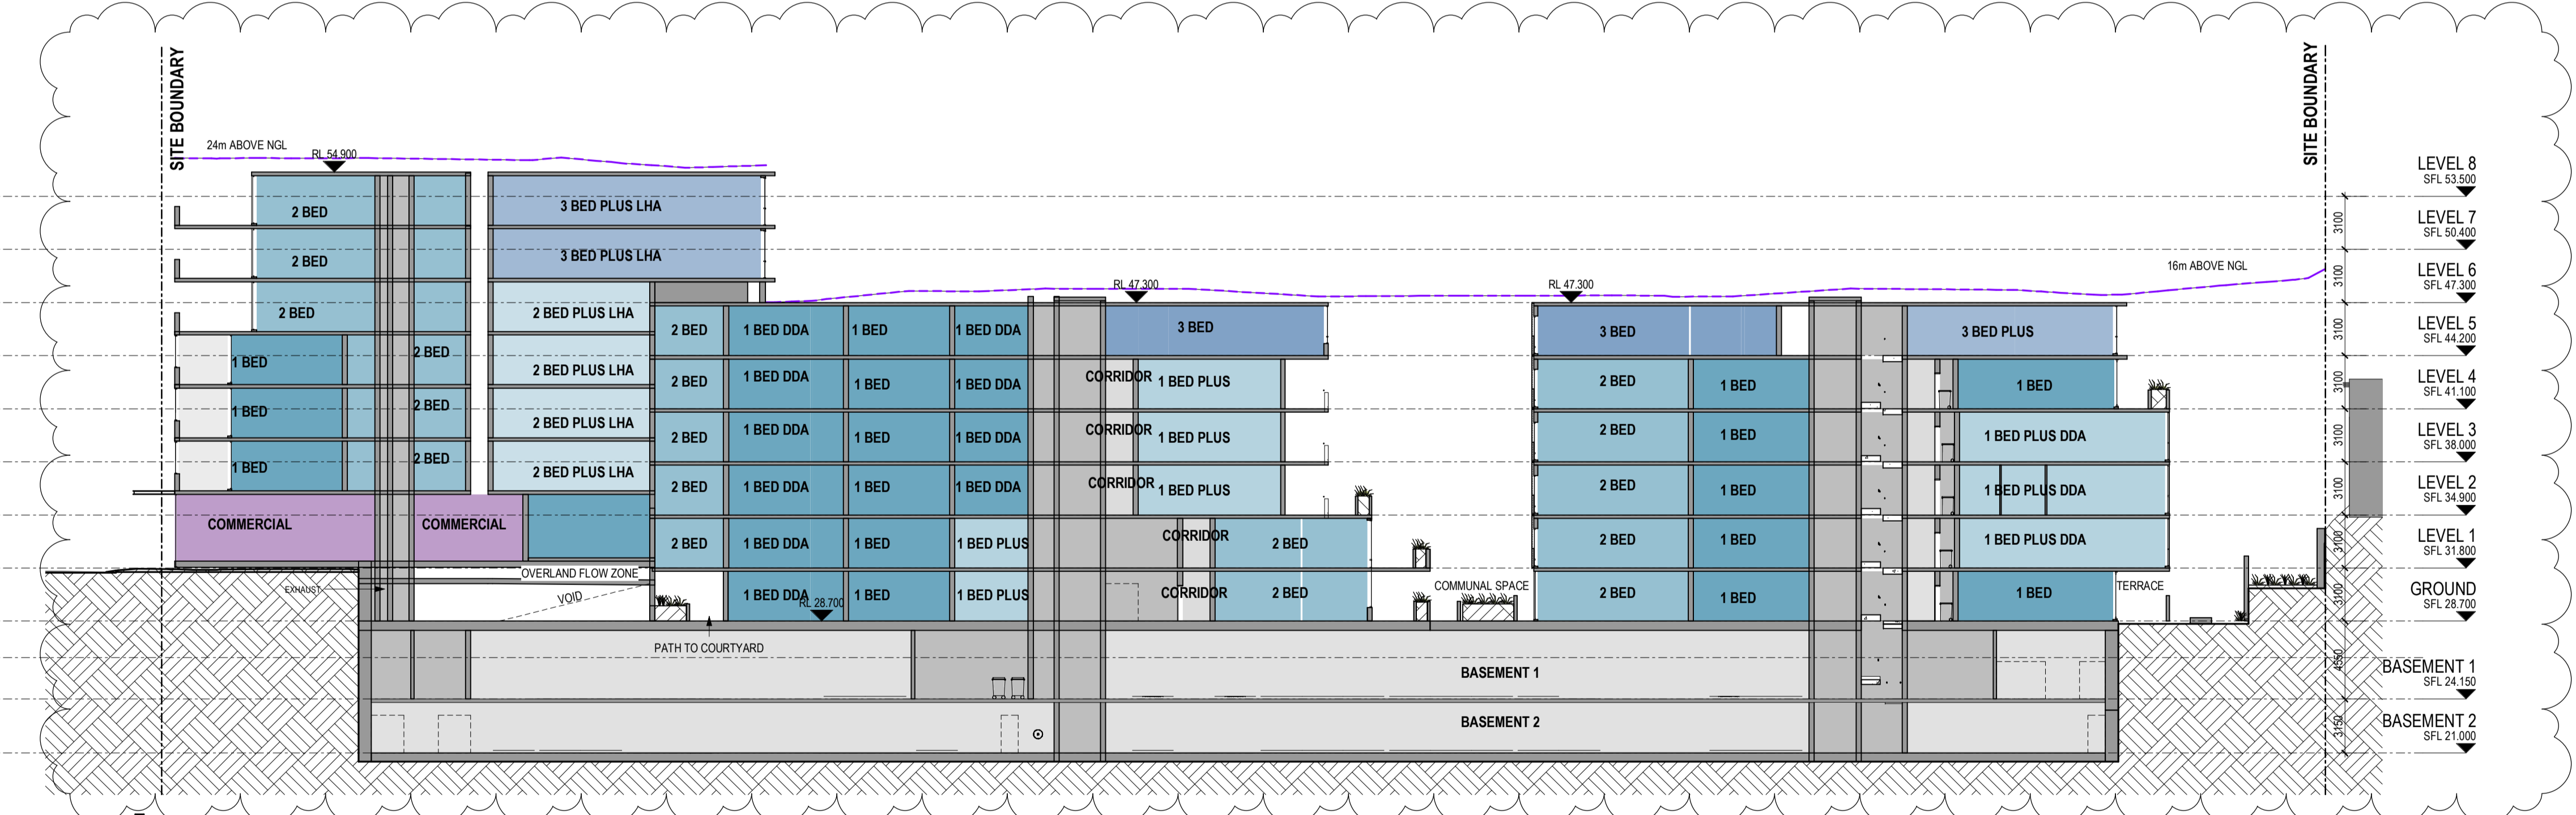 SITE BOUNDARY
SITE BOUNDARY
24m ABOVE NGL
RL 54.900
LEVEL 8
SFL 53.500
2 BED
3 BED PLUS LHA
3100
LEVEL 7
SFL 50.400
2 BED
3 BED PLUS LHA
3100
16m ABOVE NGL
LEVEL 6
SFL 47.300
RL 47.300
RL 47.300
2 BED
2 BED PLUS LHA
3100
LEVEL 5
SFL 44.200
2 BED
1 BED DDA
1 BED
1 BED DDA
3 BED
3 BED
3 BED PLUS
1 BED
2 BED
2 BED PLUS LHA
3100
LEVEL 4
SFL 41.100
2 BED
1 BED DDA
1 BED
1 BED DDA
CORRIDOR
1 BED PLUS
2 BED
1 BED
1 BED
1 BED
2 BED
2 BED PLUS LHA
3100
LEVEL 3
SFL 38.000
2 BED
1 BED DDA
1 BED
1 BED DDA
CORRIDOR
1 BED PLUS
2 BED
1 BED
1 BED PLUS DDA
1 BED
2 BED
2 BED PLUS LHA
3100
LEVEL 2
SFL 34.900
2 BED
1 BED DDA
1 BED
1 BED DDA
CORRIDOR
1 BED PLUS
2 BED
1 BED
1 BED PLUS DDA
COMMERCIAL
COMMERCIAL
3100
LEVEL 1
SFL 31.800
2 BED
1 BED DDA
1 BED
1 BED PLUS
CORRIDOR
2 BED
2 BED
1 BED
1 BED PLUS DDA
OVERLAND FLOW ZONE
EXHAUST
VOID
3100
GROUND
SFL 28.700
1 BED DDA
RL 28.700
1 BED
1 BED PLUS
CORRIDOR
2 BED
COMMUNAL SPACE
2 BED
1 BED
1 BED
TERRACE
PATH TO COURTYARD
BASEMENT 1
4550
BASEMENT 1
SFL 24.150
BASEMENT 2
3150
BASEMENT 2
SFL 21.000